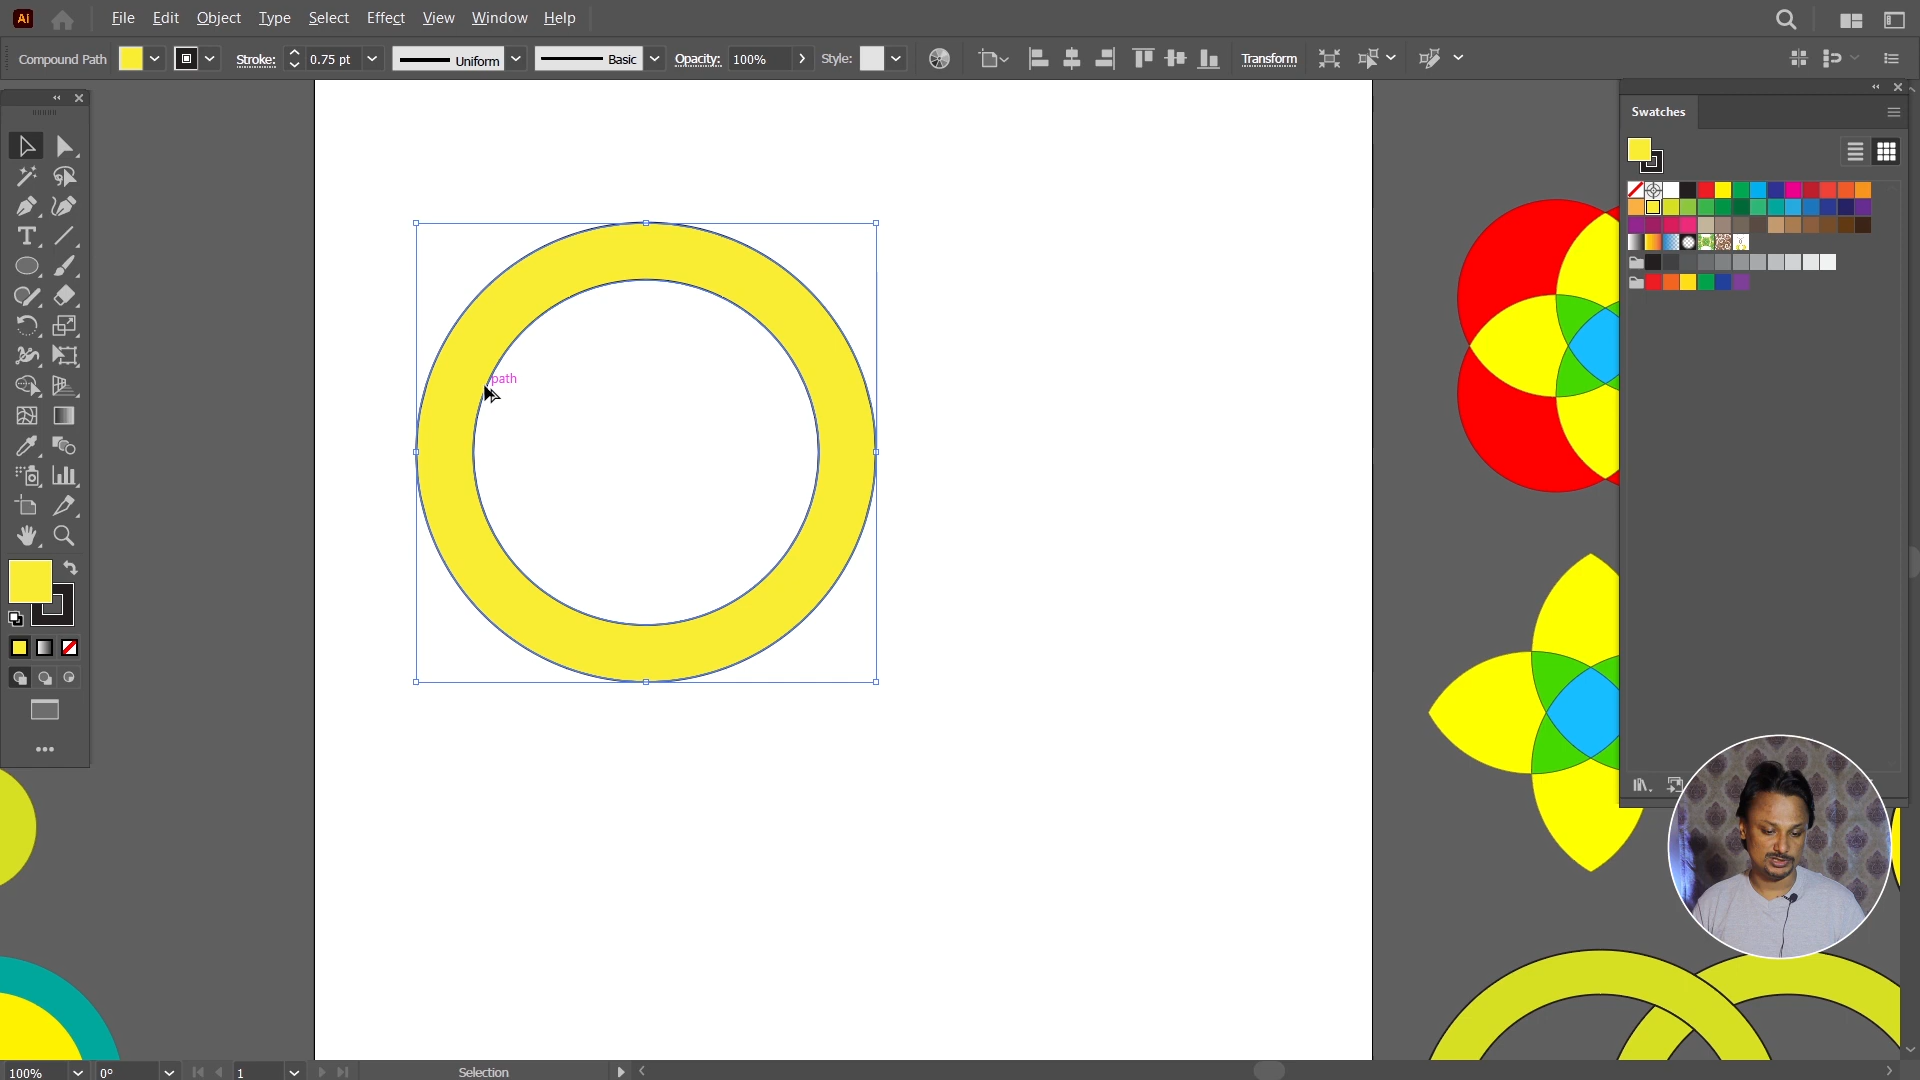 Ai File Edit Object Type Select Effect View Window Help
Compound Path Stroke: 0.75 pt Uniform Basic Opacity: 100% Style: Transform
Swatches
path
100% 0° 1 Selection